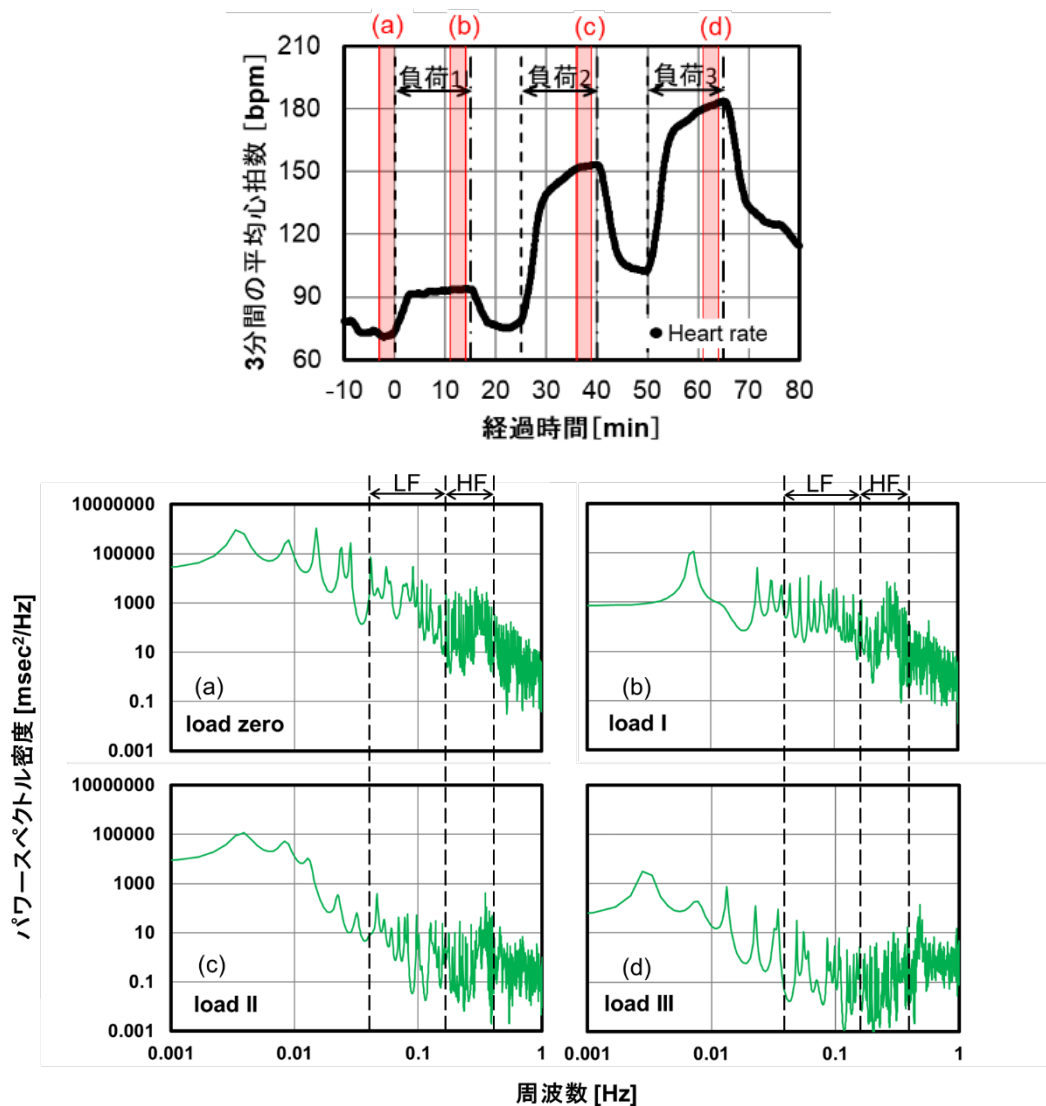 (a) (b) (c) (d)
210
負荷1 負荷2 負荷3
180
150
120
90
60
3分間の平均心拍数 [bpm]
● Heart rate
-10 0 10 20 30 40 50 60 70 80
経過時間[min]
LF HF LF HF
10000000
100000
1000
10
0.1
0.001
(a)
load zero
(b)
load I
パワースペクトル密度 [msec²/Hz]
10000000
100000
1000
10
0.1
0.001
(c)
load II
(d)
load III
0.001 0.01 0.1 1 0.001 0.01 0.1 1
周波数 [Hz]